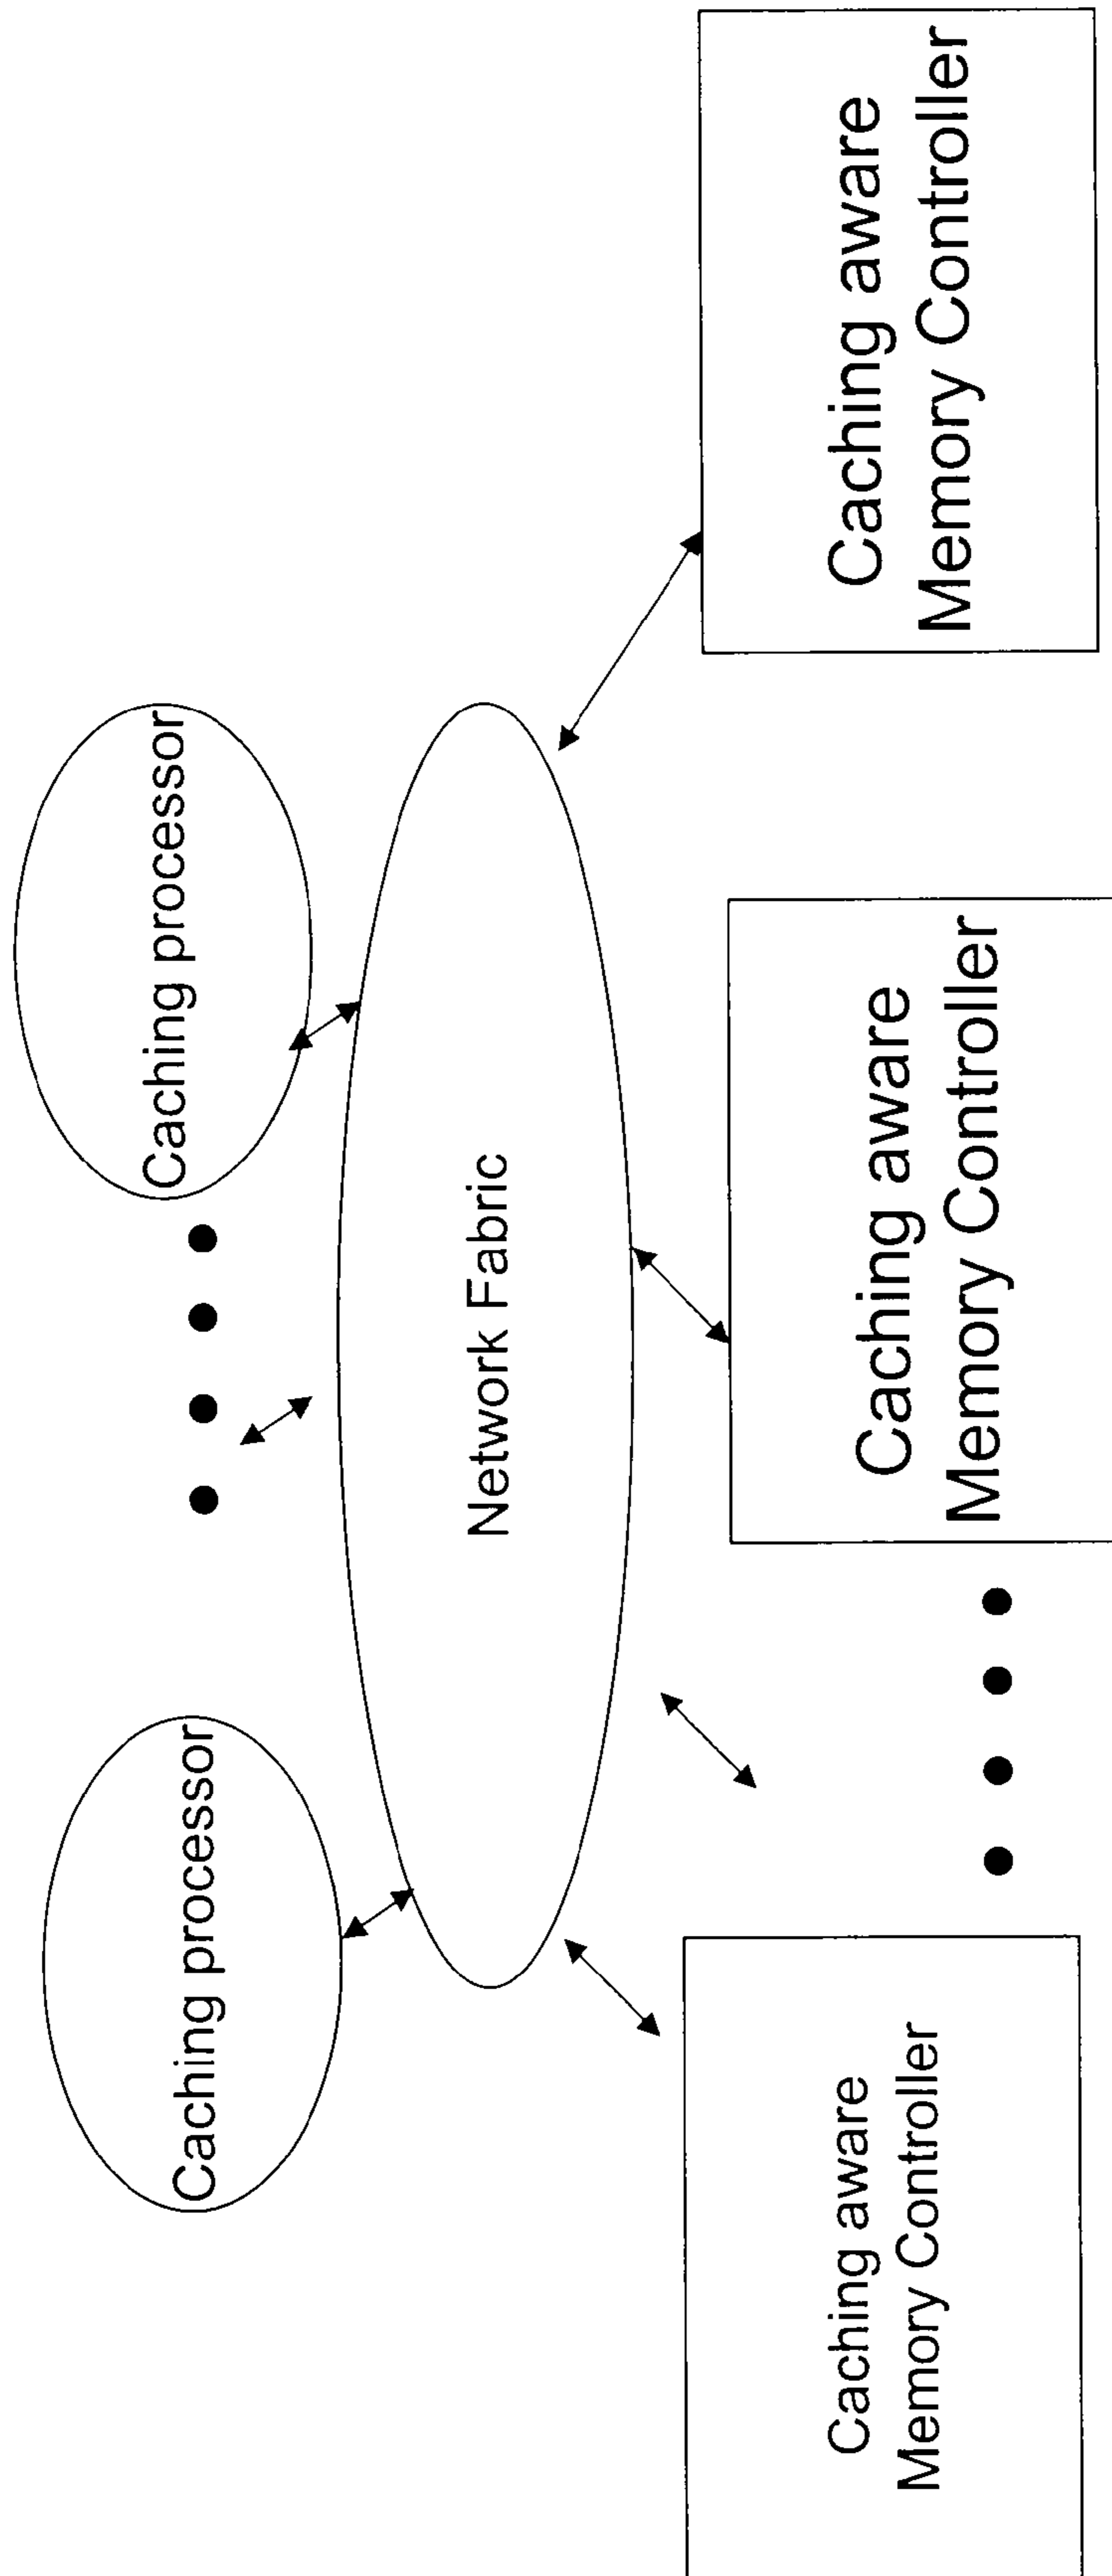 Caching processor
Caching processor
Network Fabric
Caching aware
Memory Controller
Caching aware
Memory Controller
Caching aware
Memory Controller